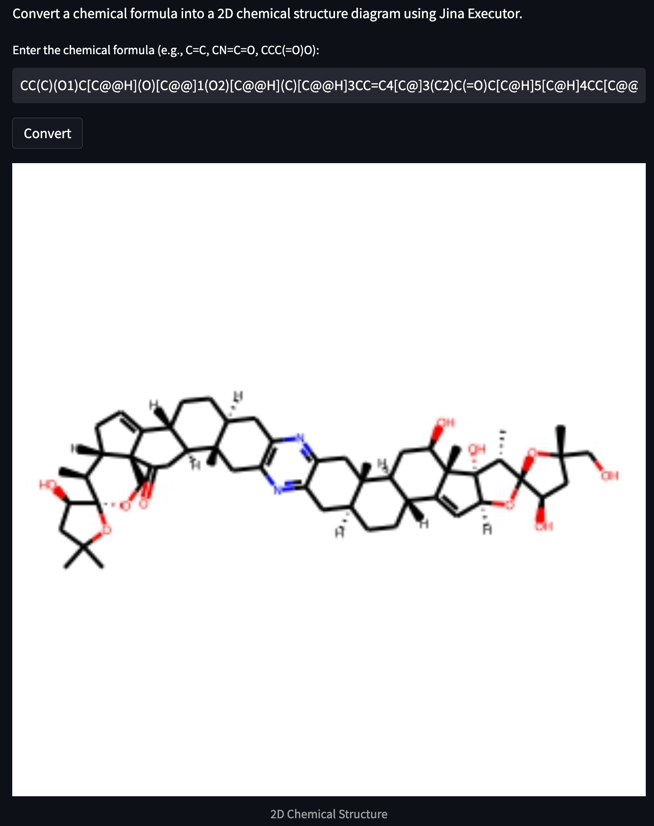 Convert a chemical formula into a 2D chemical structure diagram using Jina Executor.
Enter the chemical formula (e.g., C=C, CN=C=O, CCC(=O)O):
CC(C)(O1)C[C@@H](O)[C@@]1(O2)[C@@H](C)[C@@H]3CC=C4[C@]3(C2)C(=O)C[C@H]5[C@H]4CC[C@@
Convert
H
H
OH
N
H
H
OH
H
O
HO
O
O
N
OH
O
O
H
H
H
OH
2D Chemical Structure